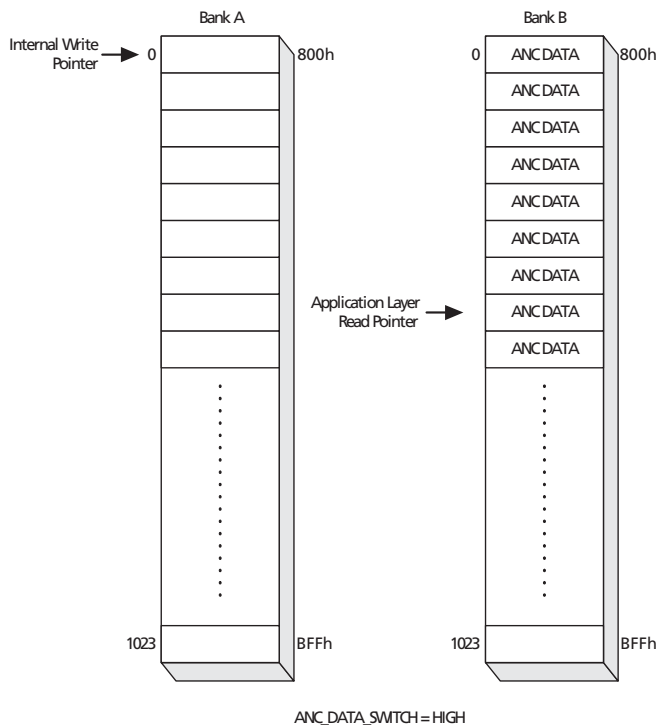 Bank A
Bank B
Internal Write
Pointer
0
800h
0
ANC DATA
800h
ANC DATA
ANC DATA
ANC DATA
ANC DATA
ANC DATA
ANC DATA
Application Layer
Read Pointer
ANC DATA
ANC DATA
1023
BFFh
1023
BFFh
ANC_DATA_SWITCH = HIGH